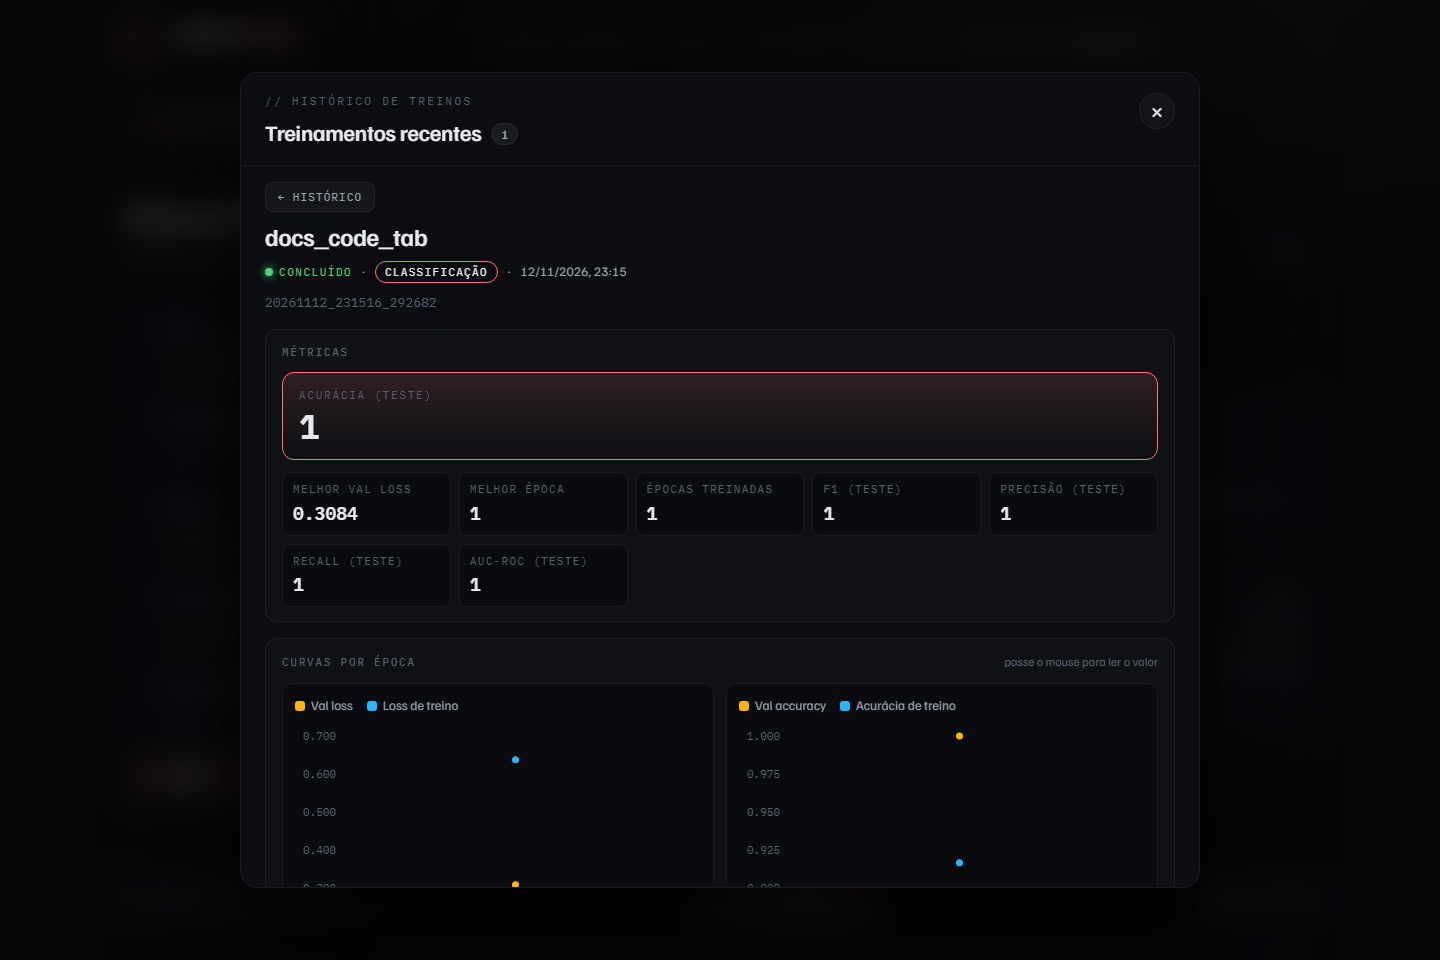 // HISTÓRICO DE TREINOS
Treinamentos recentes 1
×
← HISTÓRICO
docs_code_tab
CONCLUÍDO · CLASSIFICAÇÃO · 12/11/2026, 23:15
20261112_231516_292682
MÉTRICAS
ACURÁCIA (TESTE)
1
MELHOR VAL LOSS
0.3084
MELHOR ÉPOCA
1
ÉPOCAS TREINADAS
1
F1 (TESTE)
1
PRECISÃO (TESTE)
1
RECALL (TESTE)
1
AUC-ROC (TESTE)
1
CURVAS POR ÉPOCA
passe o mouse para ler o valor
Val loss Loss de treino
0.700
0.600
0.500
0.400
Val accuracy Acurácia de treino
1.000
0.975
0.950
0.925